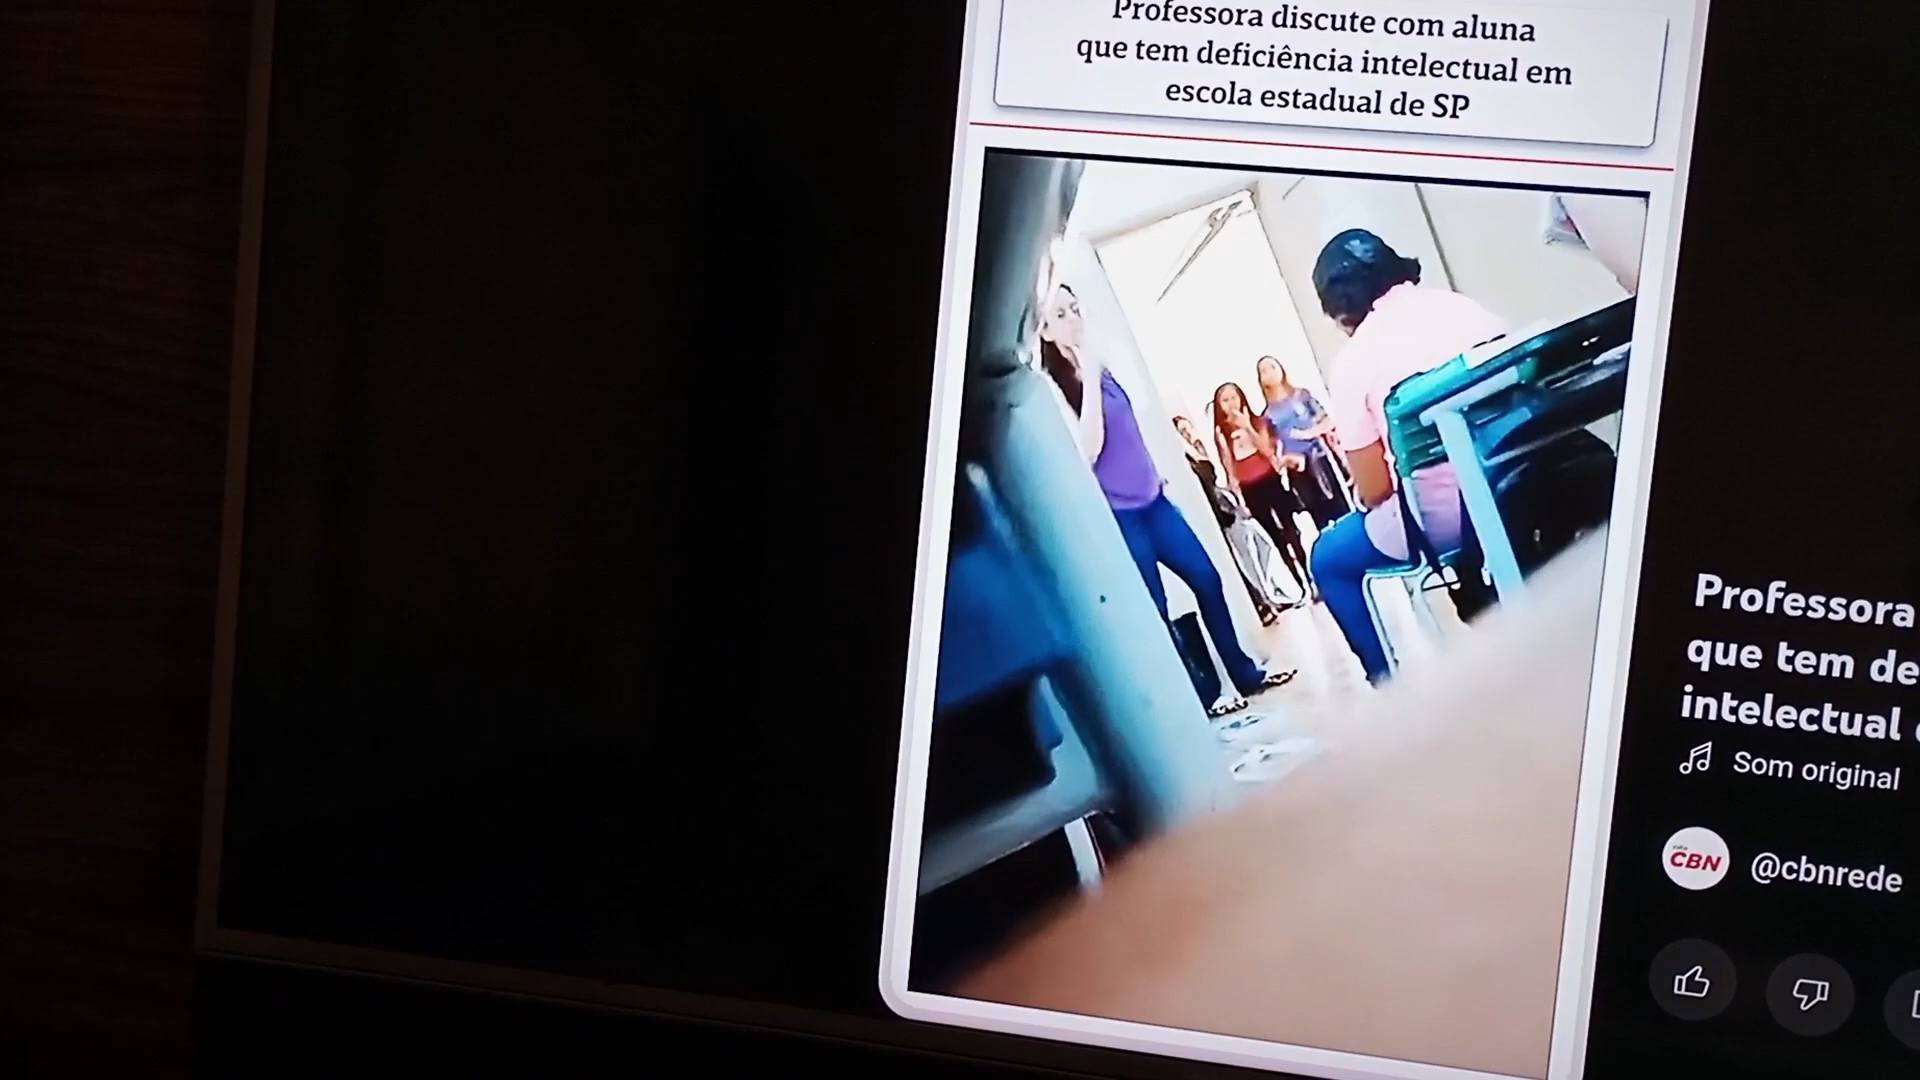 Professora discute com aluna
que tem deficiência intelectual em
escola estadual de SP
Professora
que tem de
intelectual
Som original
CBN
@cbnrede